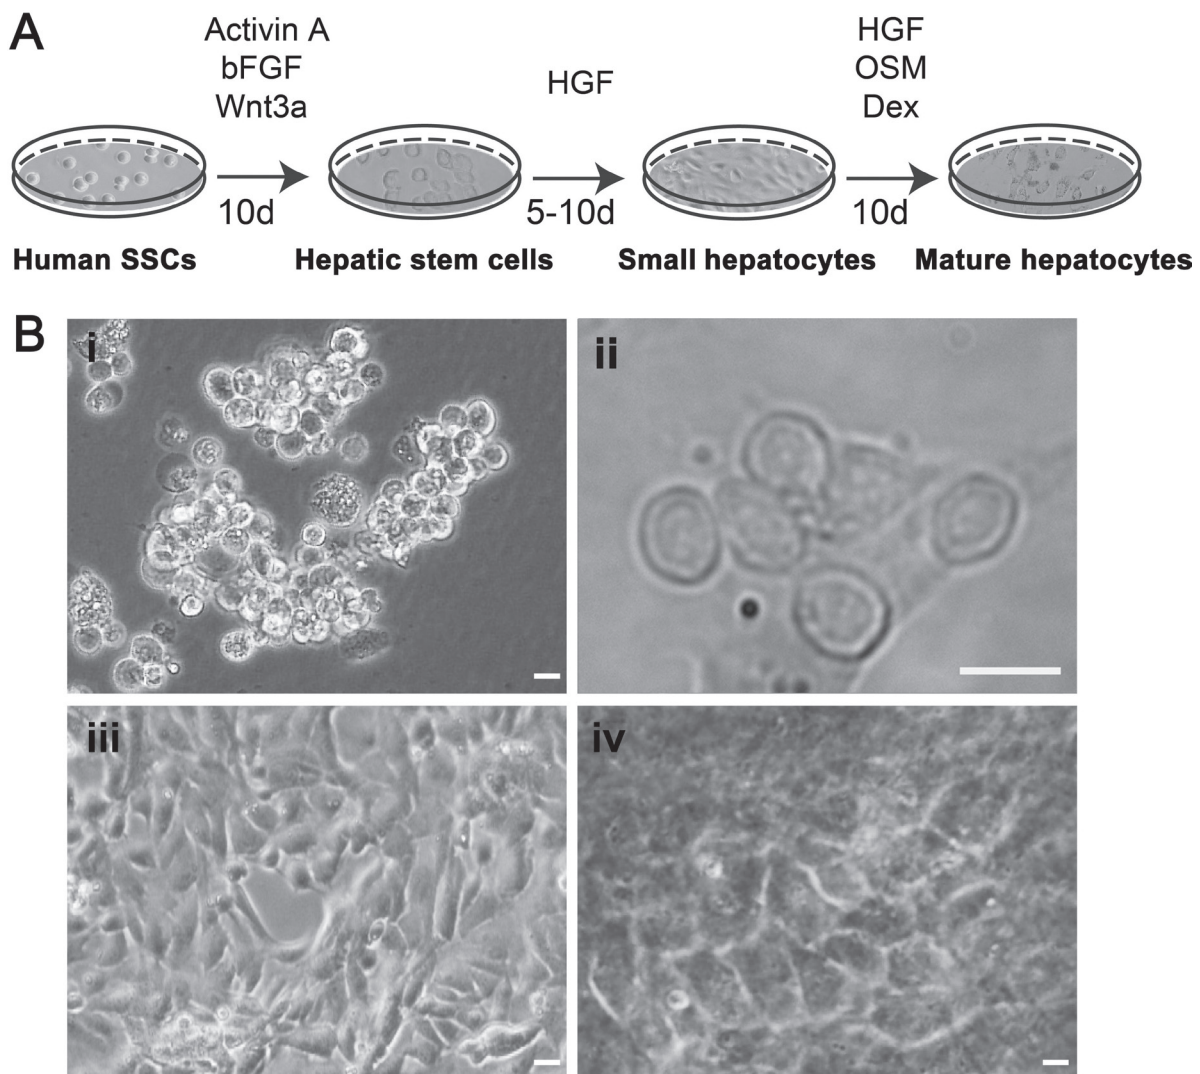 A
Activin A
bFGF
Wnt3a
HGF
HGF
OSM
Dex
10d
5-10d
10d
Human SSCs
Hepatic stem cells
Small hepatocytes
Mature hepatocytes
B
i
ii
iii
iv